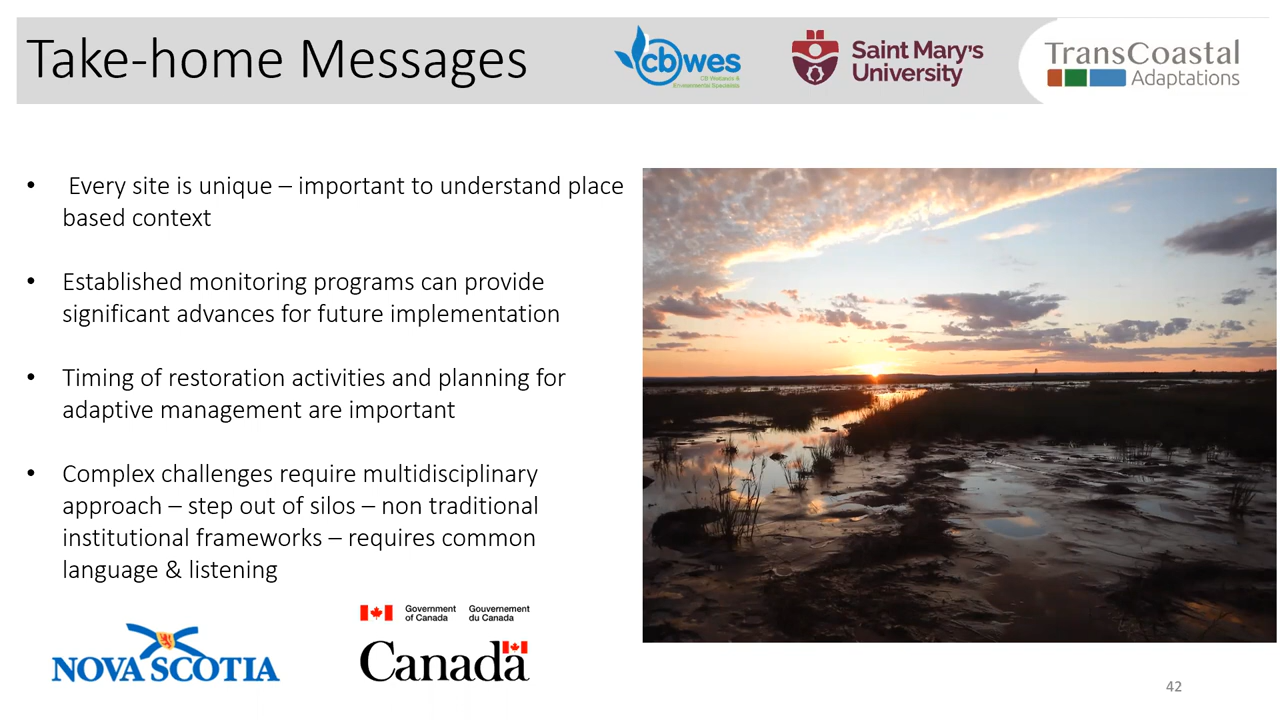 Take-home Messages
cbwes
CB Wetlands &
Environmental Specialists
Saint Mary's
University
TransCoastal
Adaptations
• Every site is unique – important to understand place
based context
• Established monitoring programs can provide
significant advances for future implementation
• Timing of restoration activities and planning for
adaptive management are important
• Complex challenges require multidisciplinary
approach – step out of silos – non traditional
institutional frameworks – requires common
language & listening
NOVA SCOTIA
Government
of Canada
Gouvernement
du Canada
Canada
42